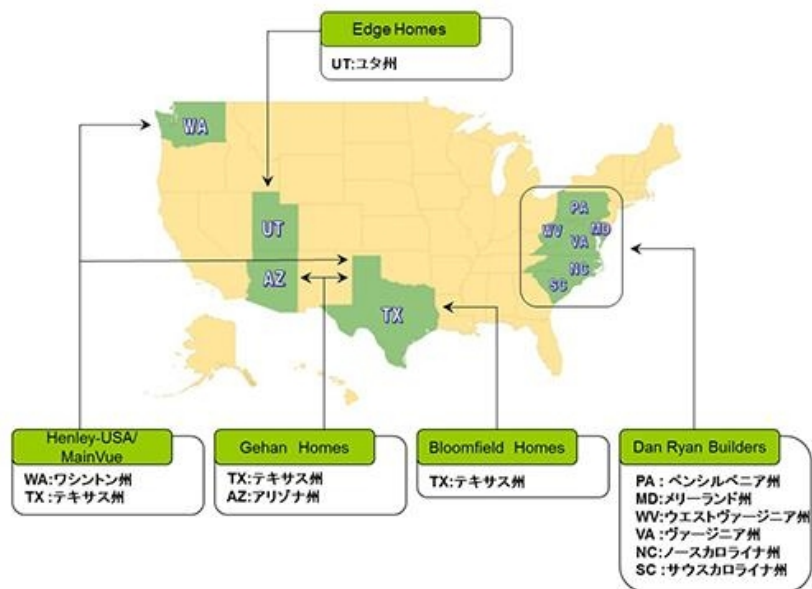 Edge Homes
UT:ユタ州
WA
UT
AZ
TX
PA
WV
MD
VA
NC
SC
Henley-USA/
MainVue
WA:ワシントン州
TX :テキサス州
Gehan Homes
TX:テキサス州
AZ:アリゾナ州
Bloomfield Homes
TX:テキサス州
Dan Ryan Builders
PA : ペンシルベニア州
MD:メリーランド州
WV:ウエストヴァージニア州
VA :ヴァージニア州
NC:ノースカロライナ州
SC :サウスカロライナ州